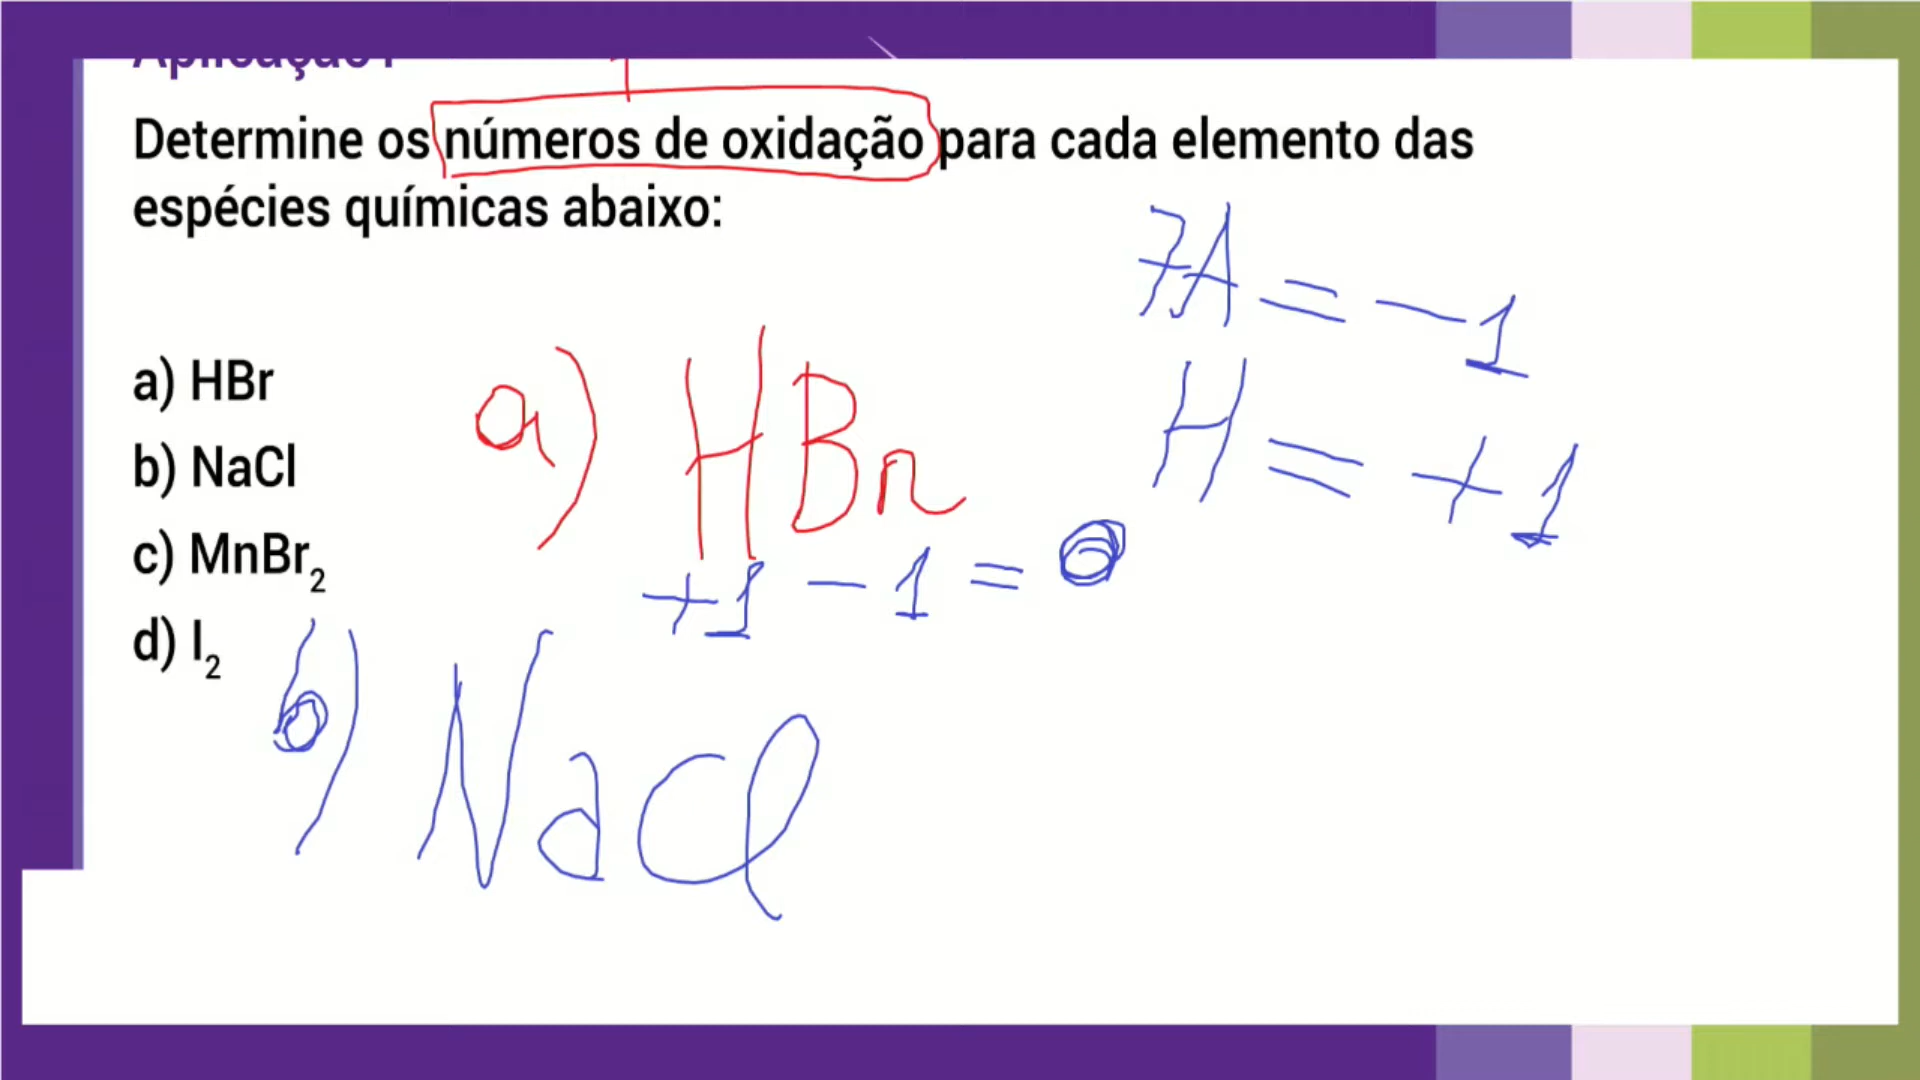 Aplicação I
Determine os números de oxidação para cada elemento das
espécies químicas abaixo:
7A = -1
a) HBr
a) HBr
H = +1
b) NaCl
c) MnBr₂
+1 -1 = 0
d) I₂
b) NaCl